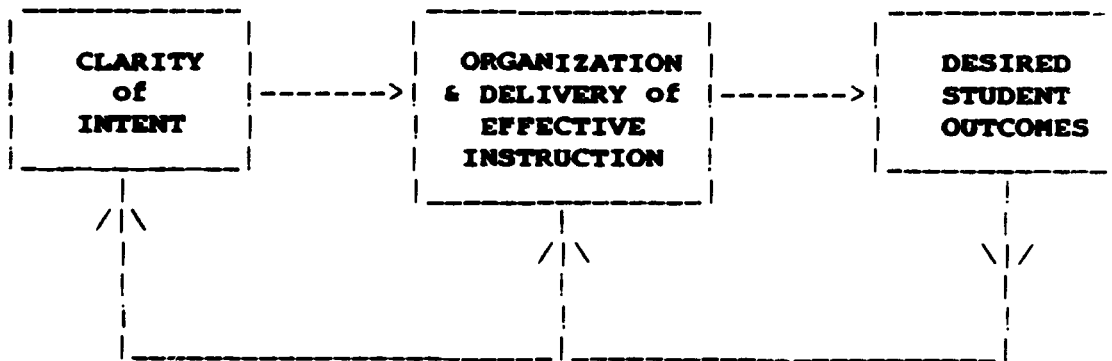 CLARITY
of
INTENT
ORGANIZATION
& DELIVERY of
EFFECTIVE
INSTRUCTION
DESIRED
STUDENT
OUTCOMES